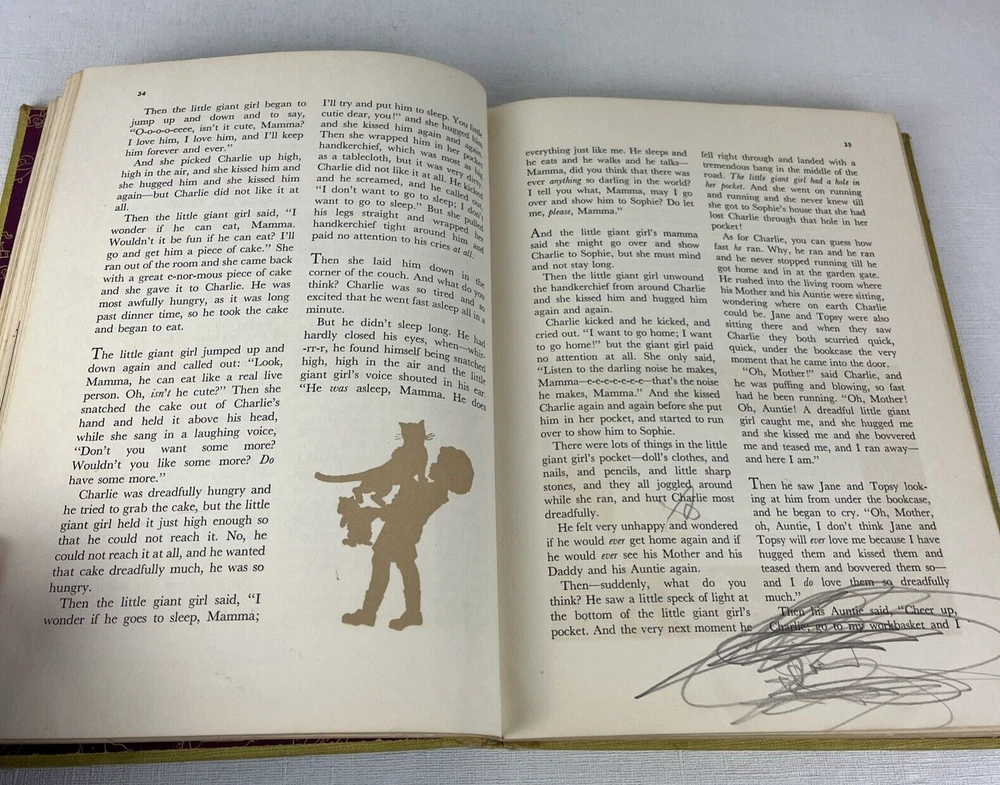 34
Then the little giant girl began to
jump up and down and to say,
"O-o-o-o-eeee, isn't it cute, Mamma?
I love him, I love him, and I'll keep
him forever and ever."
And she picked Charlie up high,
high in the air, and she kissed him and
she hugged him and she kissed him
again—but Charlie did not like it at
all.
Then the little giant girl said, "I
wonder if he can eat, Mamma.
Wouldn't it be fun if he can eat? I'll
go and get him a piece of cake." She
ran out of the room and she came back
with a great e-nor-mous piece of cake
and she gave it to Charlie. He was
most awfully hungry, as it was long
past dinner time, so he took the cake
and began to eat.
The little giant girl jumped up and
down again and called out: "Look,
Mamma, he can eat like a real live
person. Oh, isn't he cute?" Then she
snatched the cake out of Charlie's
hand and held it above his head,
while she sang in a laughing voice,
"Don't you want some more?
Wouldn't you like some more? Do
have some more."
Charlie was dreadfully hungry and
he tried to grab the cake, but the little
giant girl held it just high enough so
that he could not reach it. No, he
could not reach it at all, and he wanted
that cake dreadfully much, he was so
hungry.
Then the little giant girl said, "I
wonder if he goes to sleep, Mamma;
I'll try and put him to sleep. You little
cutie dear, you!" and she hugged him
and she kissed him again and again.
Then she wrapped him in her pocket
handkerchief, which was most as big
as a tablecloth, but it was very dirty.
Charlie did not like it at all. He kicked
and he screamed, and he called out,
"I don't want to go to sleep; I don't
want to go to sleep." But she pulled
his legs straight and wrapped her
handkerchief tight around him and
paid no attention to his cries at all.
Then she laid him down in the
corner of the couch. And what do you
think? Charlie was so tired and so
excited that he went fast asleep all in a
minute.
But he didn't sleep long. He had
hardly closed his eyes, when—whir-
-rr-r, he found himself being snatched
high, high in the air and the little
giant girl's voice shouted in his ear.
"He was asleep, Mamma. He does
35
everything just like me. He sleeps and
he eats and he walks and he talks—
Mamma, did you think that there was
ever anything so darling in the world?
I tell you what, Mamma, may I go
over and show him to Sophie? Do let
me, please, Mamma."
And the little giant girl's mamma
said she might go over and show
Charlie to Sophie, but she must mind
and not stay long.
Then the little giant girl unwound
the handkerchief from around Charlie
and she kissed him and hugged him
again and again.
Charlie kicked and he kicked, and
cried out. "I want to go home; I want
to go home!" but the giant girl paid
no attention at all. She only said,
"Listen to the darling noise he makes,
Mamma—e-e-e-e-e-e—that's the noise
he makes, Mamma." And she kissed
Charlie again and again before she put
him in her pocket, and started to run
over to show him to Sophie.
There were lots of things in the little
giant girl's pocket—doll's clothes, and
nails, and pencils, and little sharp
stones, and they all joggled around
while she ran, and hurt Charlie most
dreadfully.
He felt very unhappy and wondered
if he would ever get home again and if
he would ever see his Mother and his
Daddy and his Auntie again.
Then—suddenly, what do you
think? He saw a little speck of light at
the bottom of the little giant girl's
pocket. And the very next moment he
fell right through and landed with a
tremendous bang in the middle of the
road. The little giant girl had a hole in
her pocket. And she went on running
and running and she never knew till
she got to Sophie's house that she had
lost Charlie through that hole in her
pocket!
As for Charlie, you can guess how
fast he ran. Why, he ran and he ran
and he never stopped running till he
got home and in at the garden gate.
He rushed into the living room where
his Mother and his Auntie were sitting,
wondering where on earth Charlie
could be. Jane and Topsy were also
sitting there and when they saw
Charlie they both scurried quick,
quick, under the bookcase the very
moment that he came into the door.
"Oh, Mother!" said Charlie, and
he was puffing and blowing, so fast
had he been running. "Oh, Mother!
Oh, Auntie! A dreadful little giant
girl caught me, and she hugged me
and she kissed me and she bovvered
me and teased me, and I ran away—
and here I am."
Then he saw Jane and Topsy look-
ing at him from under the bookcase,
and he began to cry. "Oh, Mother,
oh, Auntie, I don't think Jane and
Topsy will ever love me because I have
hugged them and kissed them and
teased them and bovvered them so—
and I do love them so dreadfully
much."
Then his Auntie said, "Cheer up,
Charlie; go to my workbasket and I